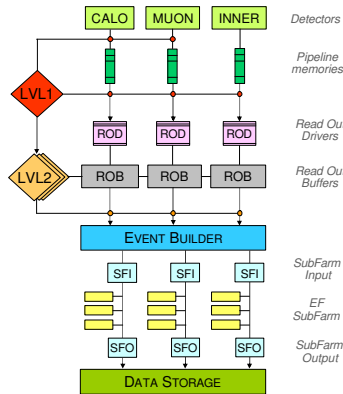 CALO MUON INNER Detectors
Pipeline
memories
LVL1
ROD ROD ROD Read Out
Drivers
LVL2 ROB ROB ROB Read Out
Buffers
EVENT BUILDER
SFI SFI SFI SubFarm
Input
EF
SubFarm
SFO SFO SFO SubFarm
Output
DATA STORAGE